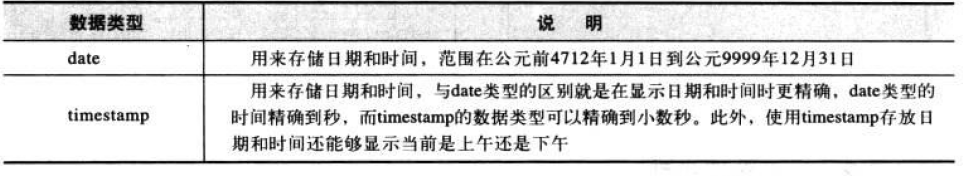 数据类型 说 明
date 用来存储日期和时间，范围在公元前4712年1月1日到公元9999年12月31日
用来存储日期和时间，与date类型的区别就是在显示日期和时间时更精确，date类型的
timestamp 时间精确到秒，而timestamp的数据类型可以精确到小数秒。此外，使用timestamp存放日
期和时间还能够显示当前是上午还是下午